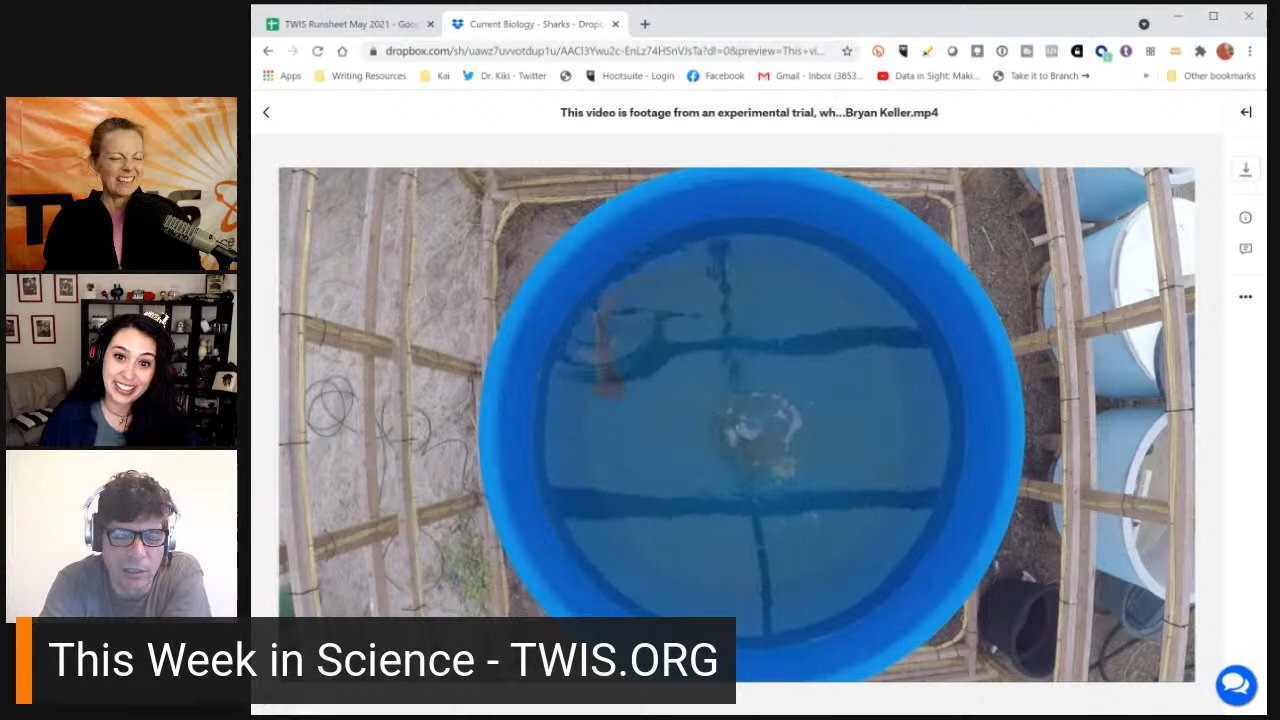 TWIS Runsheet May 2021 - Goog
Current Biology - Sharks - Dropb
dropbox.com/sh/uawz7uvvotdup1u/AACl3Ywu2c-EnLz74HSnVJsTa?dl=0&preview=This+vi...
Apps
Writing Resources
Kai
Dr. Kiki - Twitter
Hootsuite - Login
Facebook
Gmail - Inbox (3853...
Data in Sight: Maki...
Take it to Branch →
»
Other bookmarks
This video is footage from an experimental trial, wh...Bryan Keller.mp4
TWIS
This Week in Science - TWIS.ORG